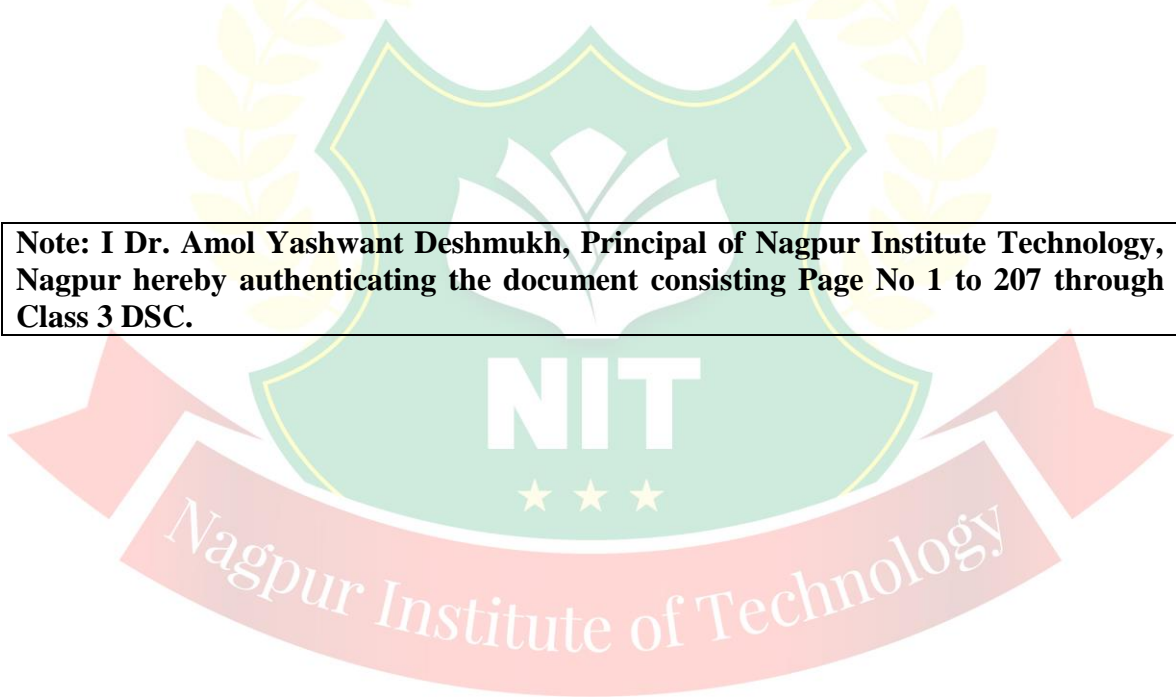 Note: I Dr. Amol Yashwant Deshmukh, Principal of Nagpur Institute Technology,
Nagpur hereby authenticating the document consisting Page No 1 to 207 through
Class 3 DSC.
NIT
Nagpur Institute of Technology